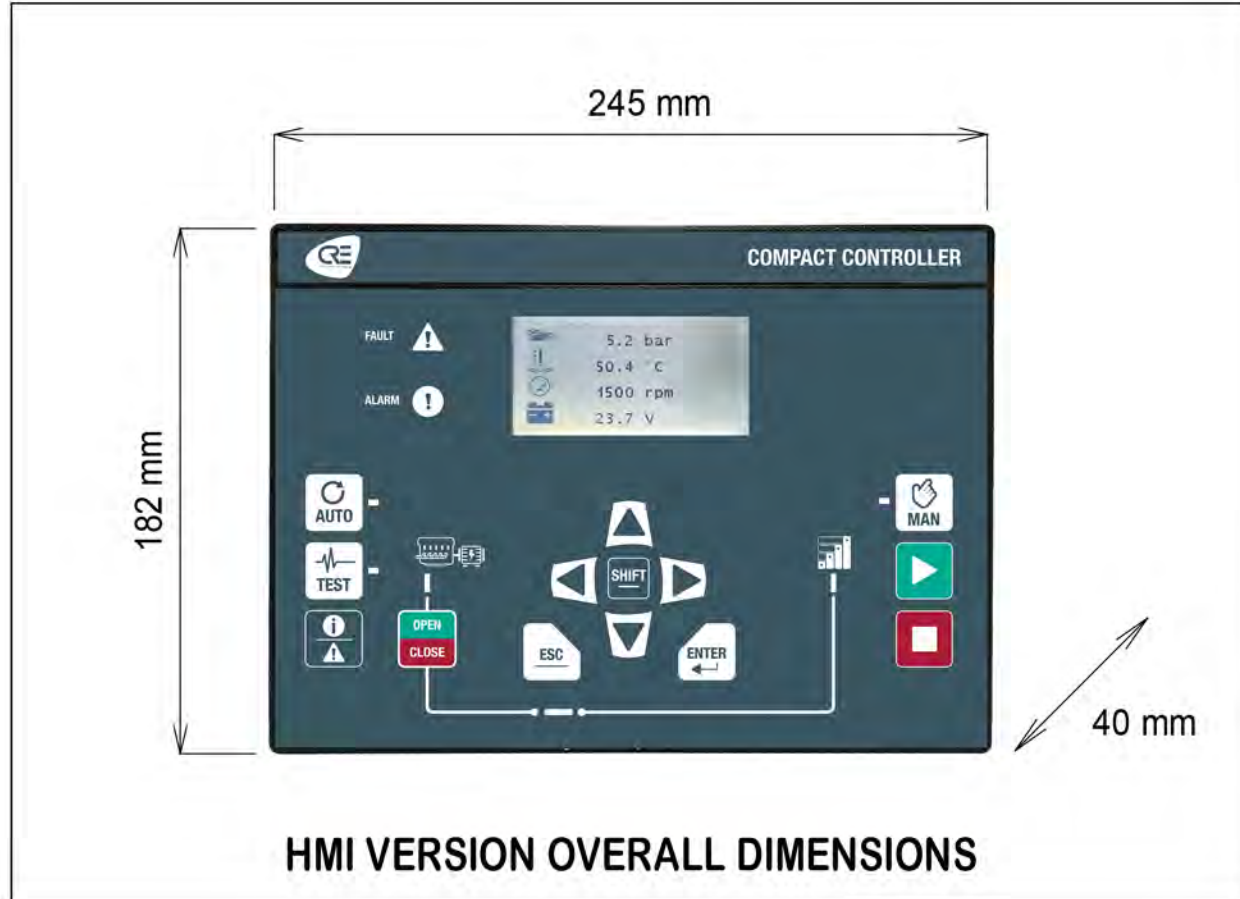 245 mm
CRE
COMPACT CONTROLLER
FAULT
ALARM
5.2 bar
50.4 °C
1500 rpm
23.7 V
182 mm
AUTO
MAN
TEST
SHIFT
OPEN
CLOSE
ESC
ENTER
40 mm
HMI VERSION OVERALL DIMENSIONS